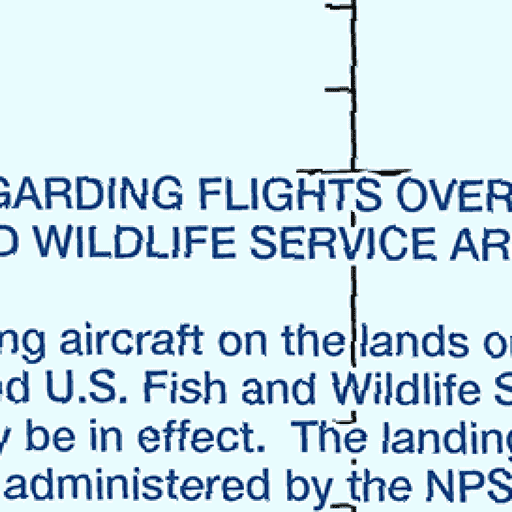 GARDING FLIGHTS OVER
D WILDLIFE SERVICE AR
ng aircraft on the lands o
ed U.S. Fish and Wildlife S
y be in effect.  The landing
administered by the NPS